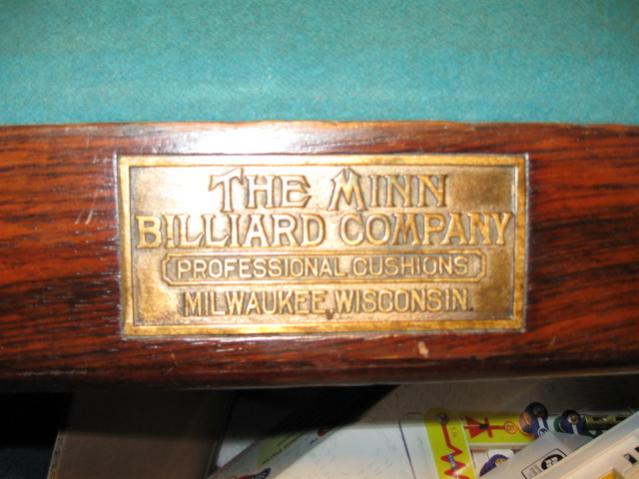 THE MINN
BILLIARD COMPANY
PROFESSIONAL CUSHIONS
MILWAUKEE, WISCONSIN.